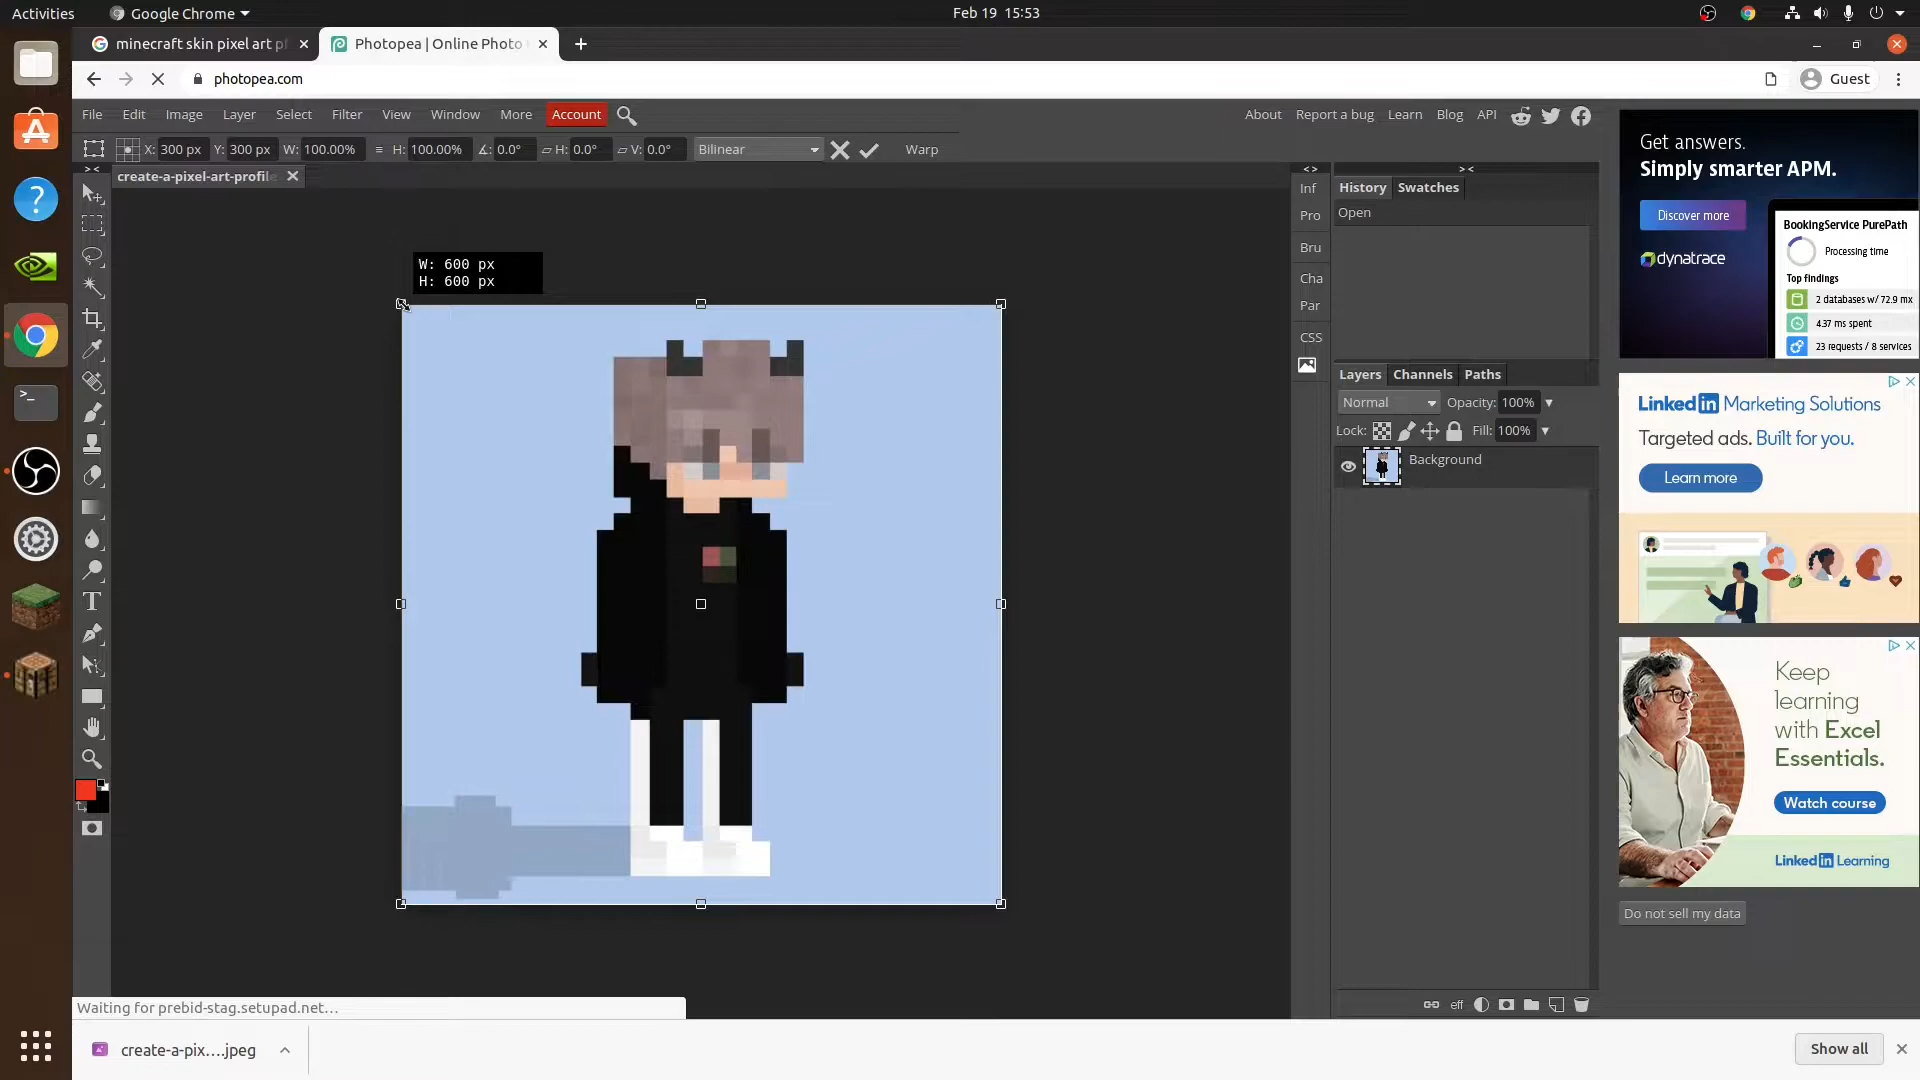 Activities
Google Chrome
Feb 19 15:53
minecraft skin pixel art p
Photopea | Online Photo
photopea.com
Guest
File Edit Image Layer Select Filter View Window More Account
About Report a bug Learn Blog API
X: 300 px Y: 300 px W: 100.00% H: 100.00% 0.0° H: 0.0° V: 0.0° Bilinear Warp
create-a-pixel-art-profile
W: 600 px
H: 600 px
Inf
Pro
Bru
Cha
Par
CSS
History Swatches
Open
Layers Channels Paths
Normal Opacity: 100%
Lock: Fill: 100%
Background
eff
Get answers.
Simply smarter APM.
Discover more
dynatrace
BookingService PurePath
Processing time
Top findings
2 databases w/ 72.9 mx
4.37 ms spent
23 requests / 8 services
LinkedIn Marketing Solutions
Targeted ads. Built for you.
Learn more
Keep
learning
with Excel
Essentials.
Watch course
LinkedIn Learning
Do not sell my data
Waiting for prebid-stag.setupad.net...
create-a-pix....jpeg
Show all